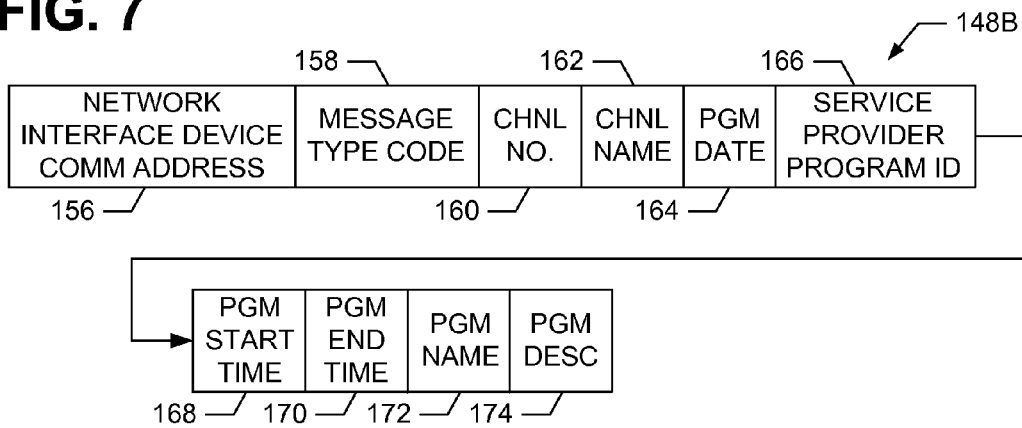 FIG. 7
148B
158
162
166
NETWORK
INTERFACE DEVICE
COMM ADDRESS
MESSAGE
TYPE CODE
CHNL
NO.
CHNL
NAME
PGM
DATE
SERVICE
PROVIDER
PROGRAM ID
156
160
164
PGM
START
TIME
PGM
END
TIME
PGM
NAME
PGM
DESC
168
170
172
174